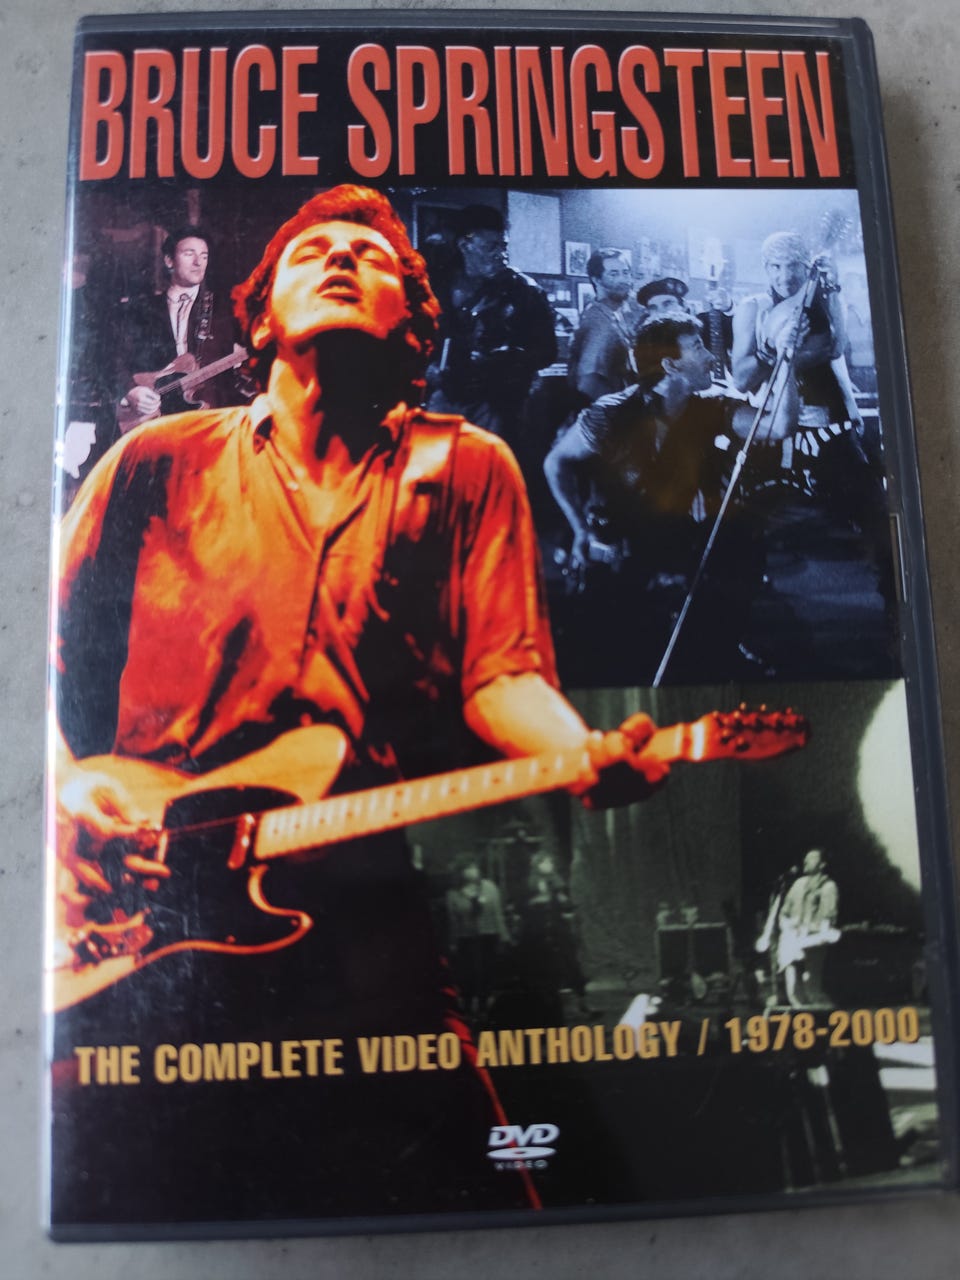 BRUCE SPRINGSTEEN
THE COMPLETE VIDEO ANTHOLOGY / 1978-2000
DVD
VIDEO